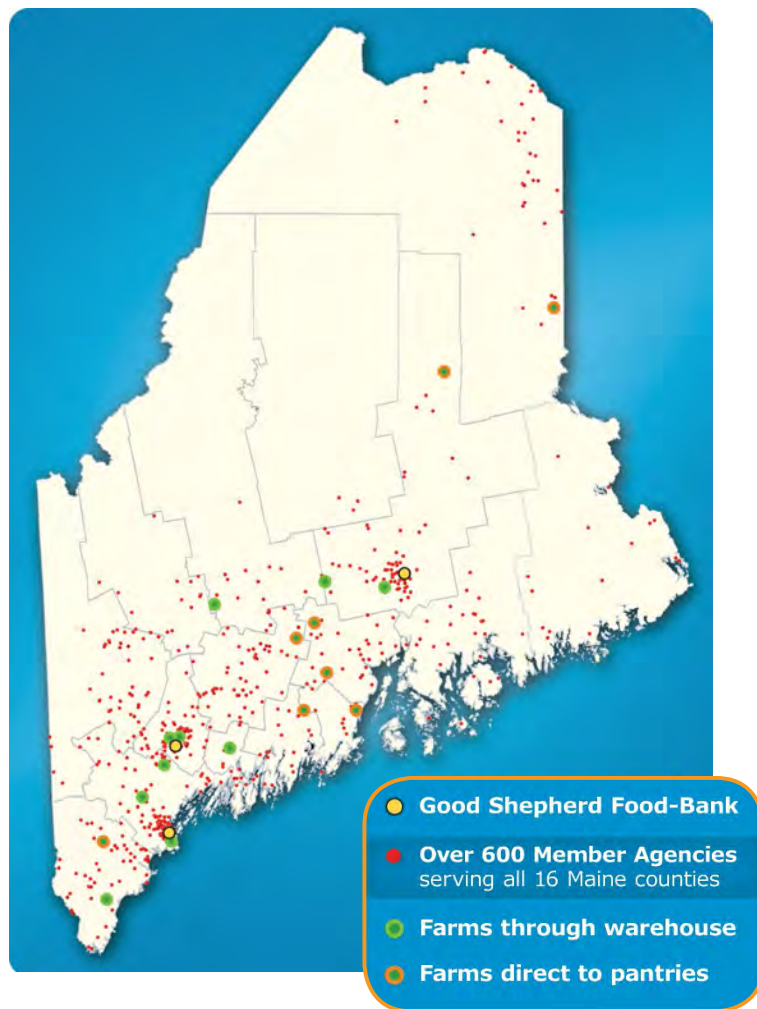 Good Shepherd Food-Bank
Over 600 Member Agencies
serving all 16 Maine counties
Farms through warehouse
Farms direct to pantries